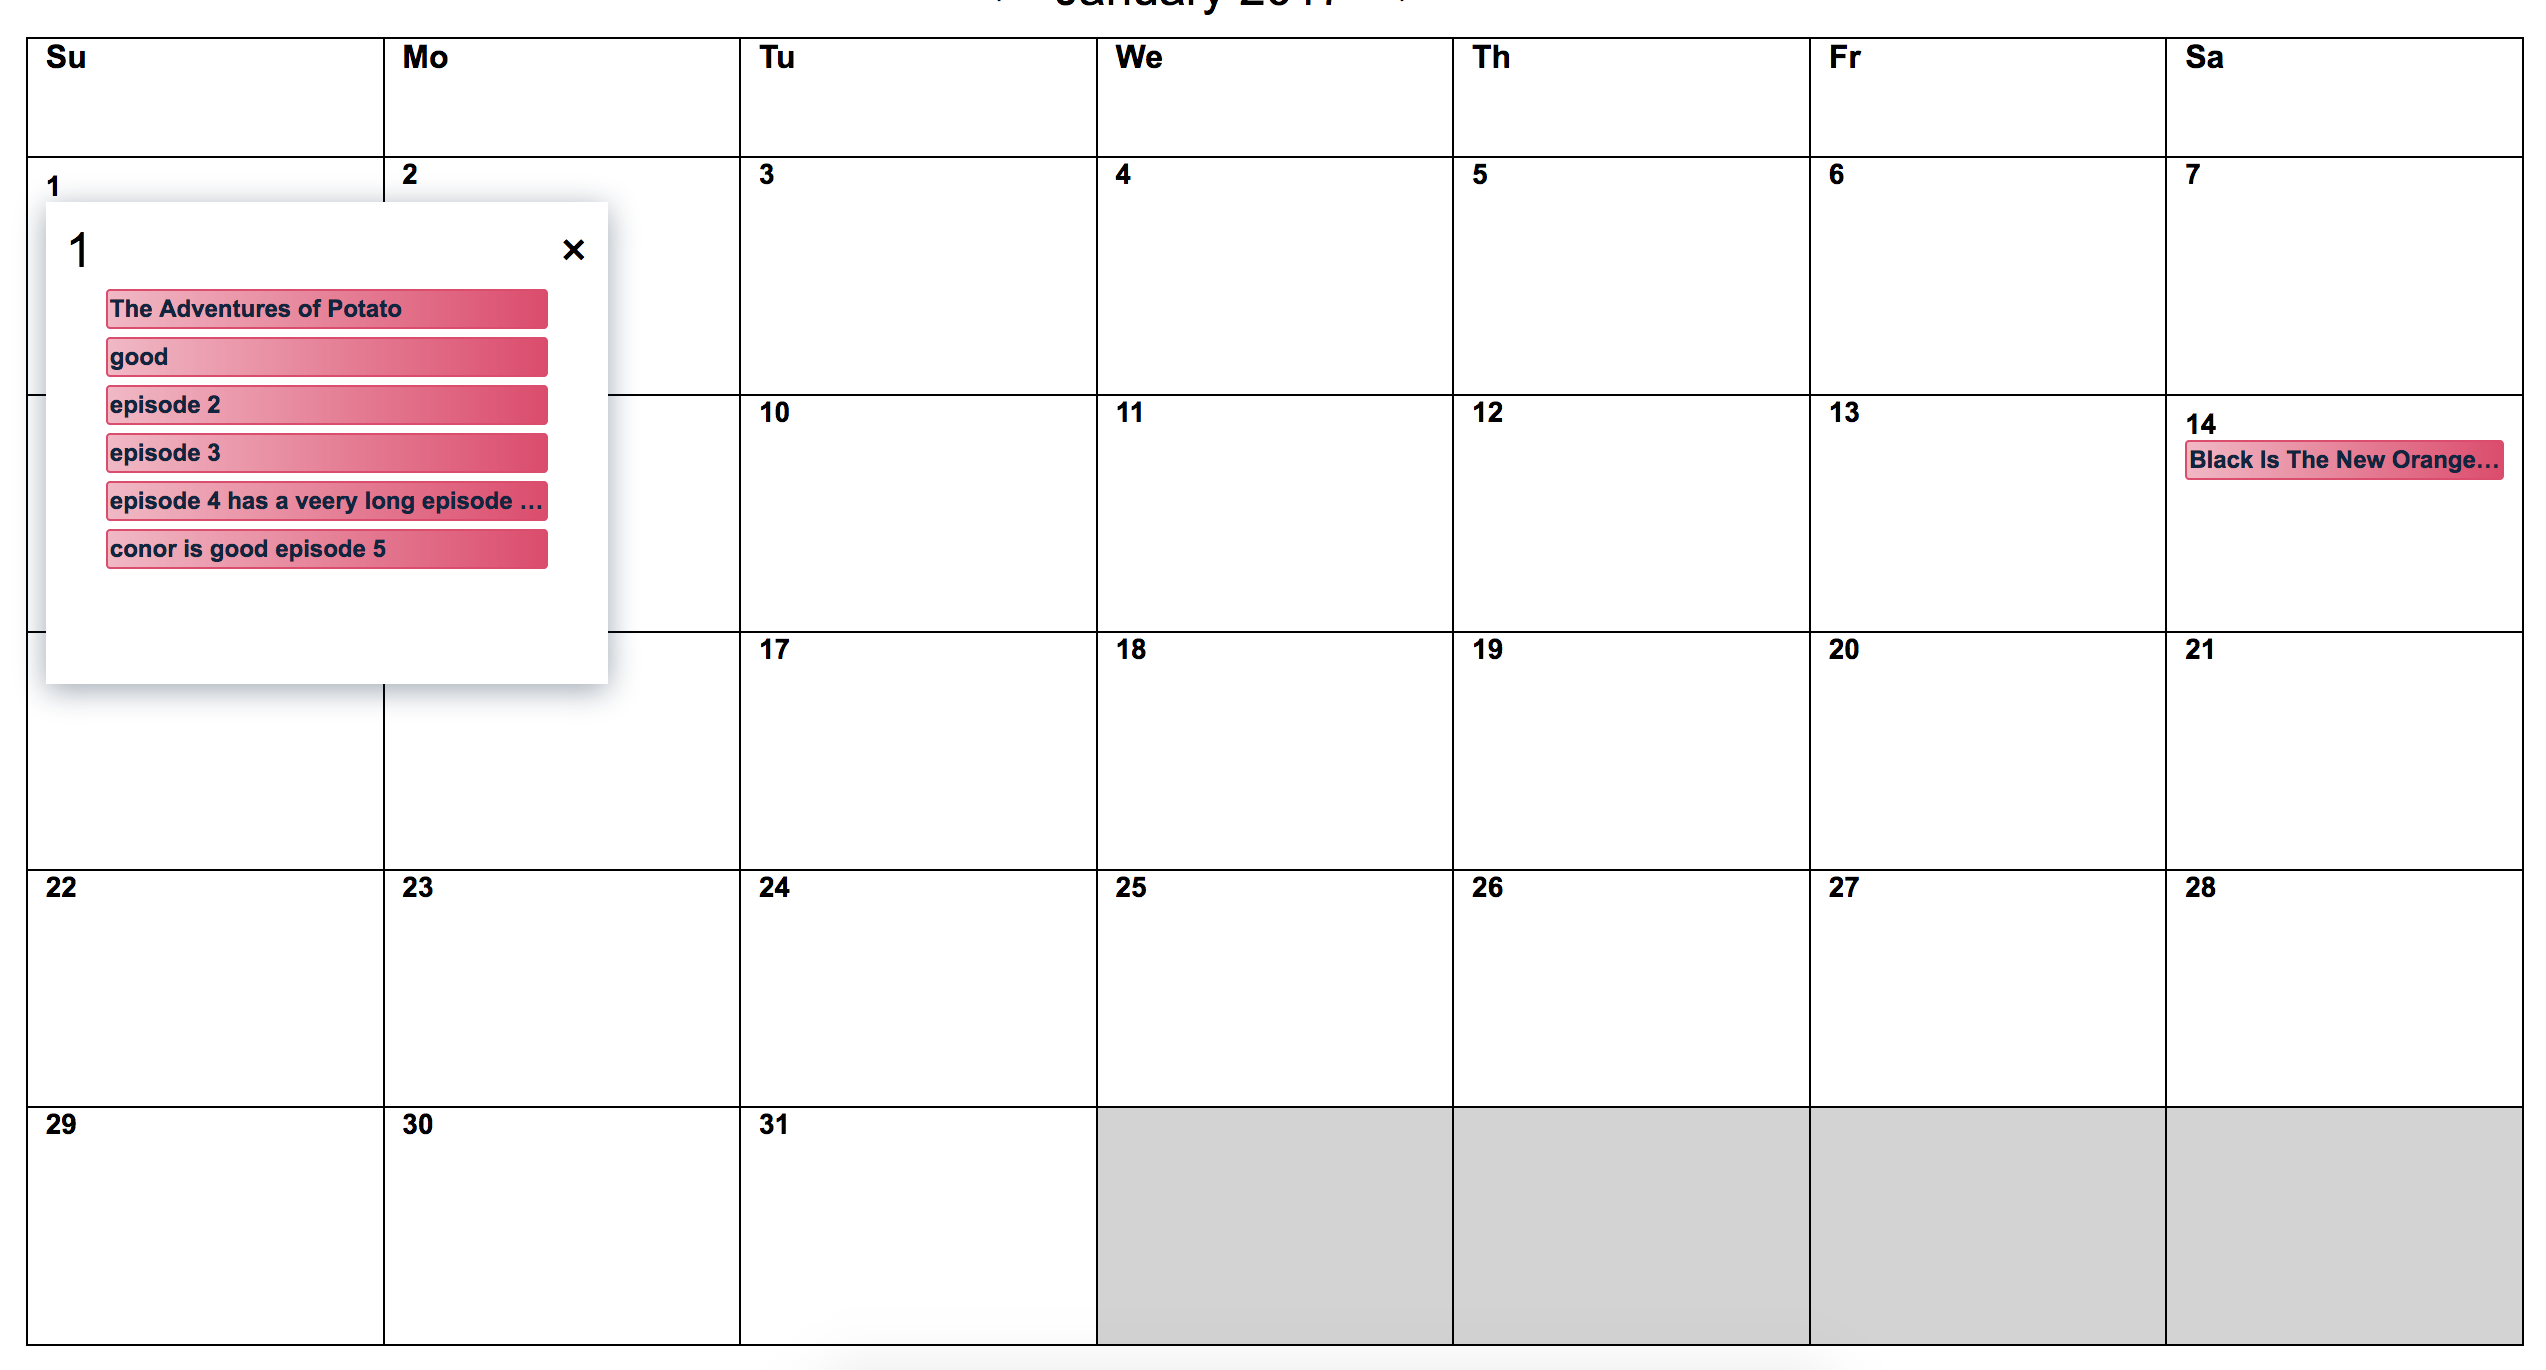 January 2017
Su Mo Tu We Th Fr Sa
1 2 3 4 5 6 7
1 ×
The Adventures of Potato
good
episode 2
episode 3
episode 4 has a veery long episode ...
conor is good episode 5
10 11 12 13 14
Black Is The New Orange...
17 18 19 20 21
22 23 24 25 26 27 28
29 30 31